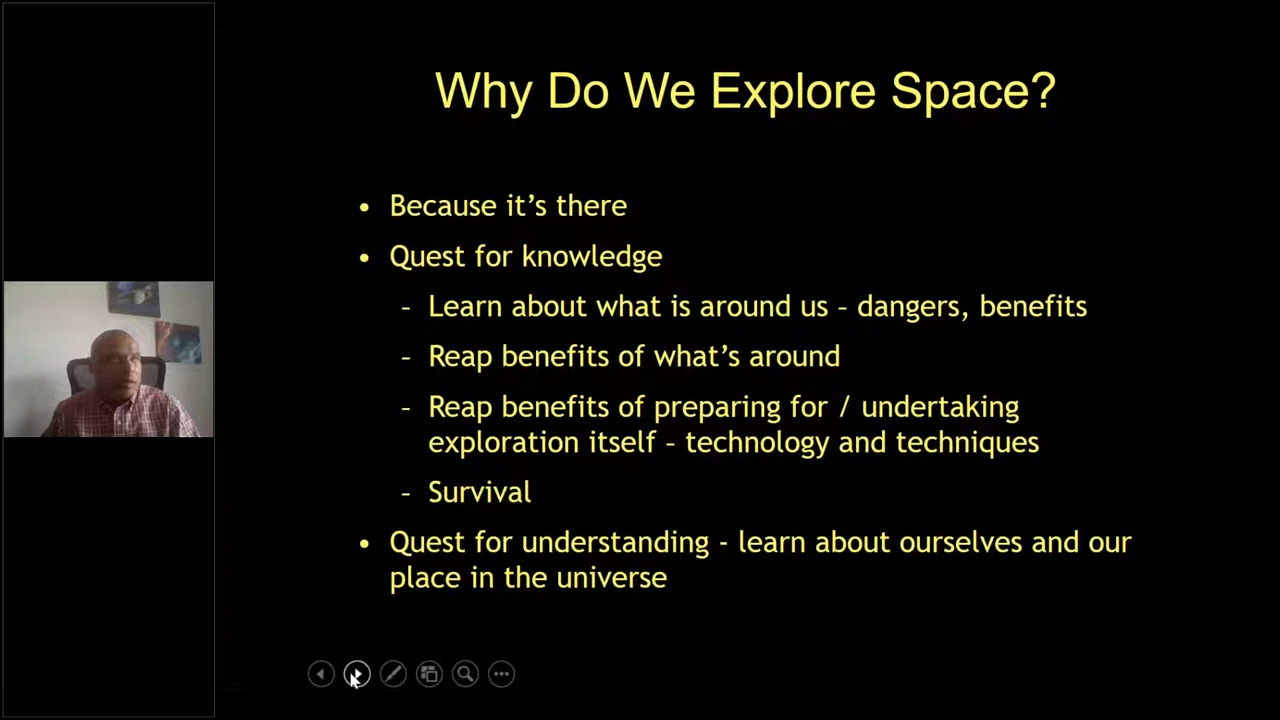 Why Do We Explore Space?
• Because it’s there
• Quest for knowledge
– Learn about what is around us – dangers, benefits
– Reap benefits of what’s around
– Reap benefits of preparing for / undertaking
exploration itself – technology and techniques
– Survival
• Quest for understanding - learn about ourselves and our
place in the universe